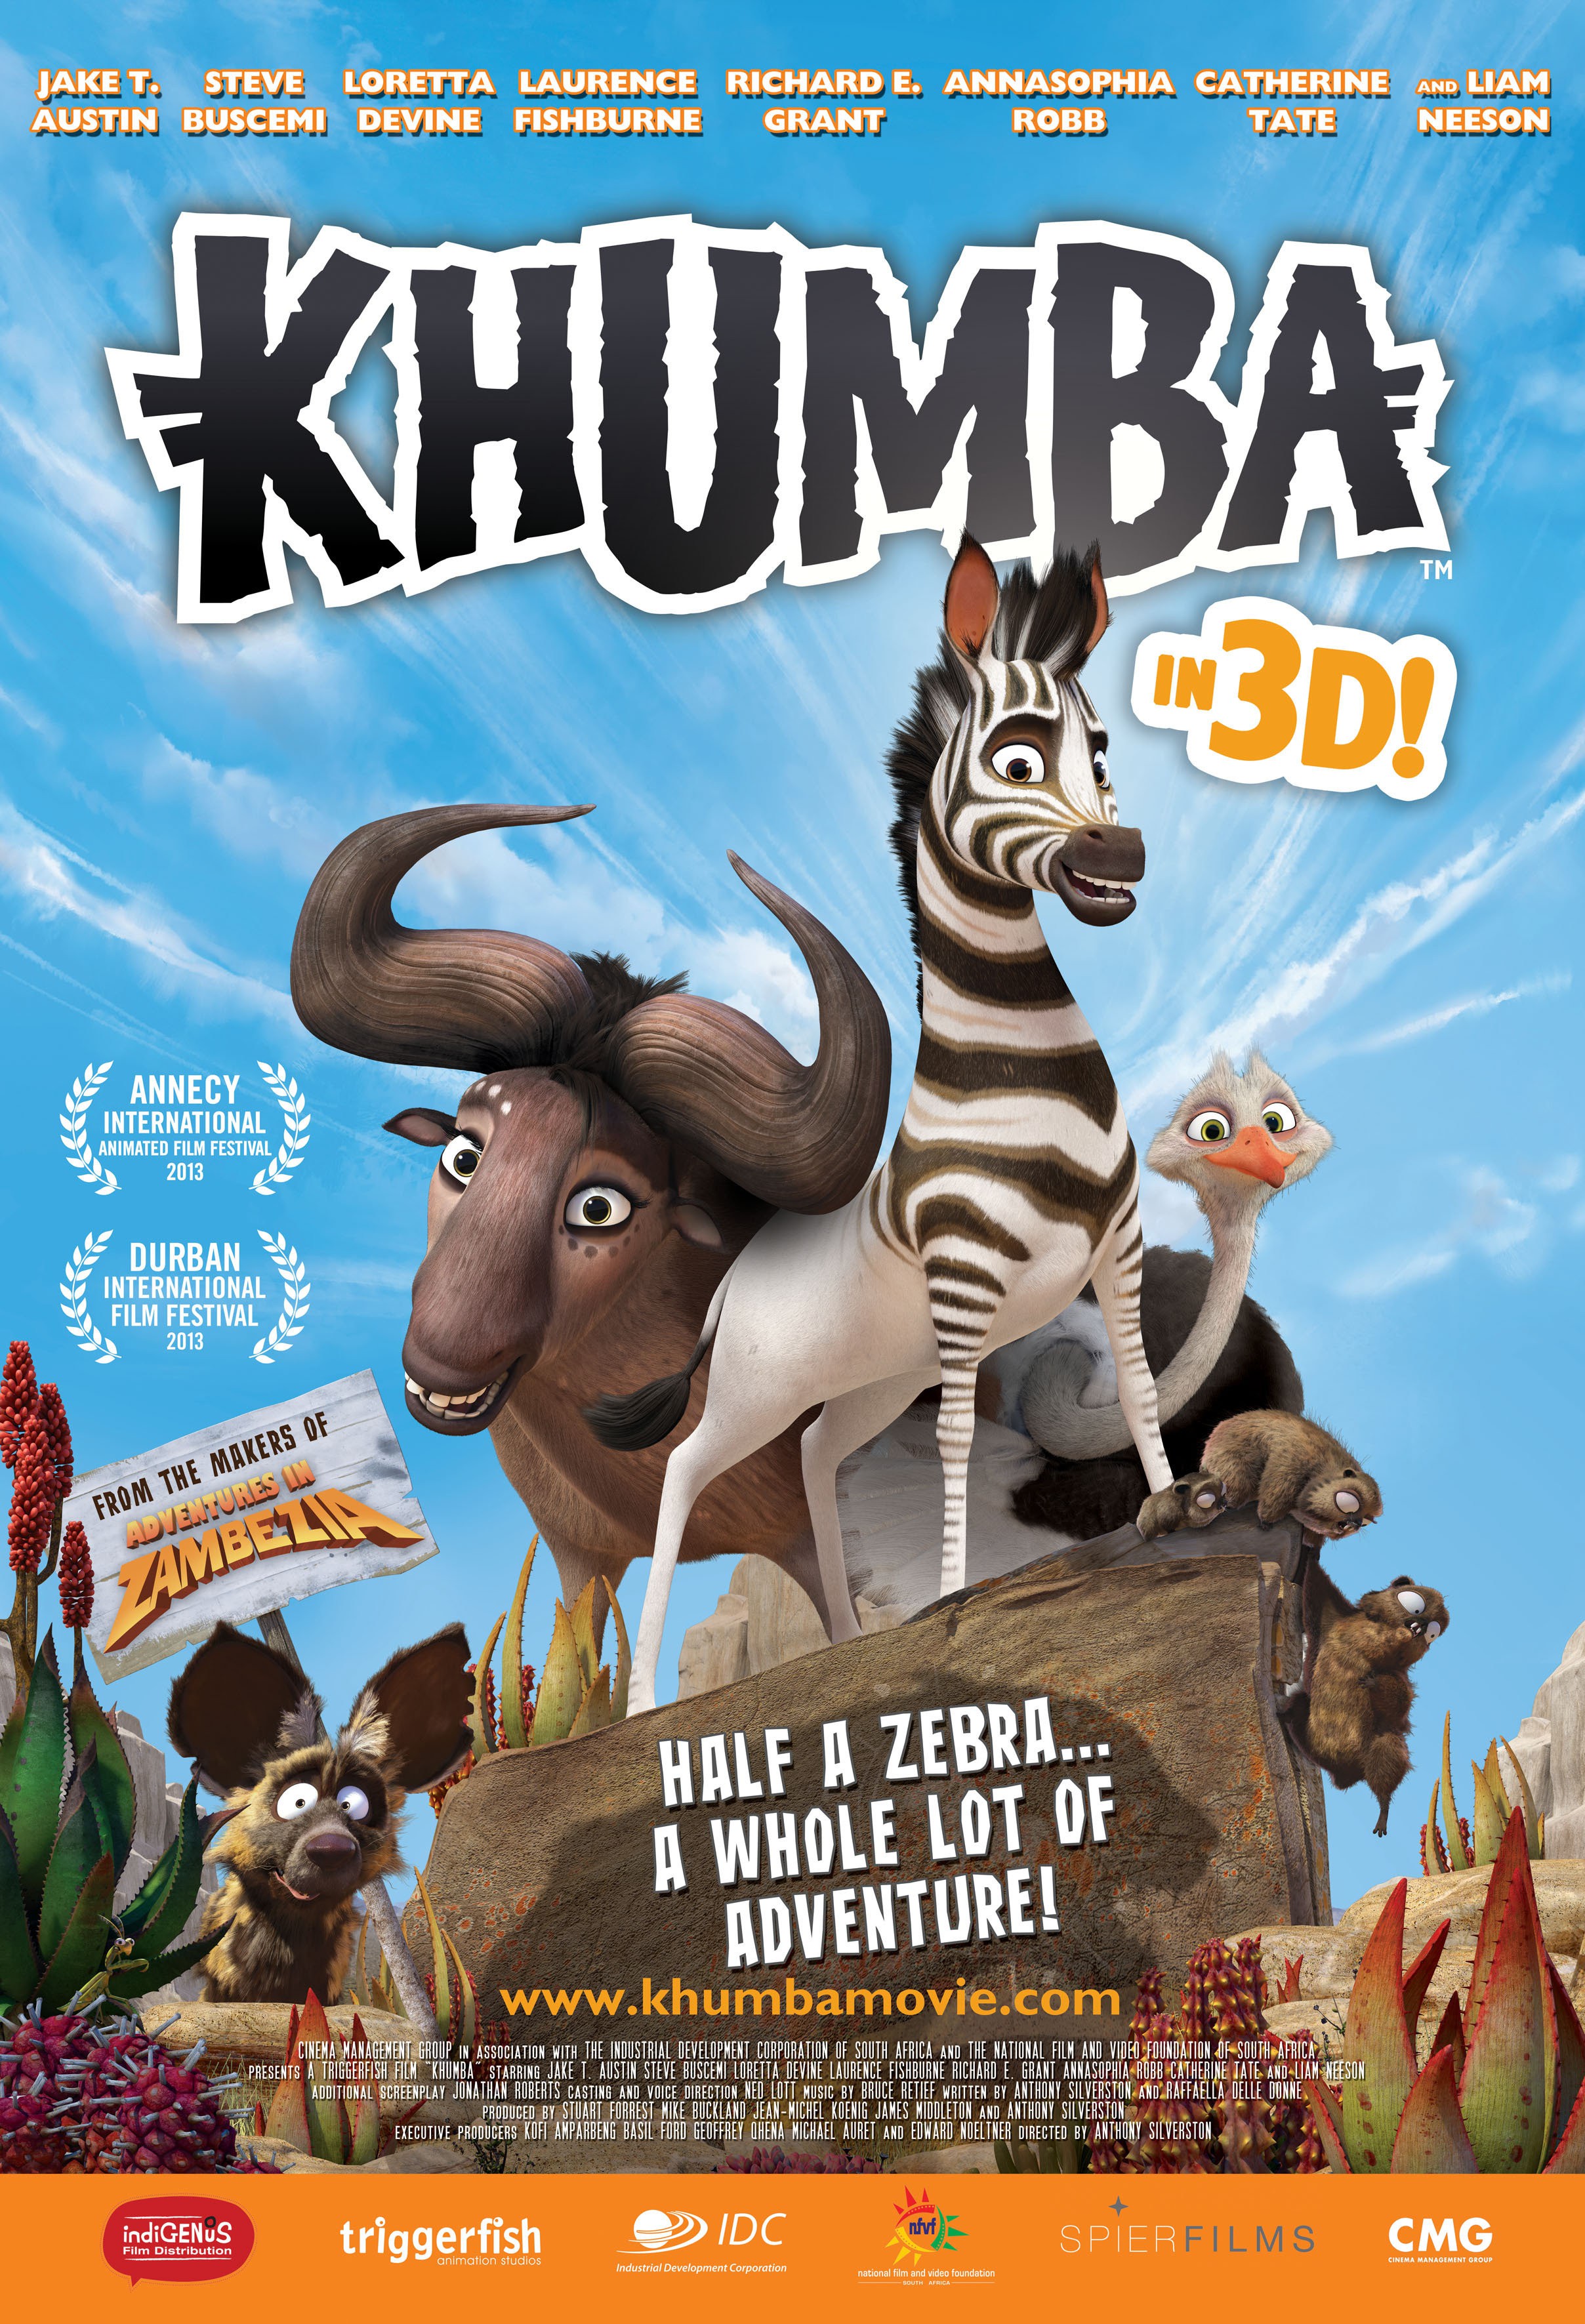 JAKE T. AUSTIN
STEVE BUSCEMI
LORETTA DEVINE
LAURENCE FISHBURNE
RICHARD E. GRANT
ANNASOPHIA ROBB
CATHERINE TATE
AND LIAM NEESON
KHUMBA
TM
IN 3D!
ANNECY
INTERNATIONAL
ANIMATED FILM FESTIVAL
2013
DURBAN
INTERNATIONAL
FILM FESTIVAL
2013
FROM THE MAKERS OF
ADVENTURES IN
ZAMBEZIA
HALF A ZEBRA...
A WHOLE LOT OF
ADVENTURE!
www.khumbamovie.com
CINEMA MANAGEMENT GROUP IN ASSOCIATION WITH THE INDUSTRIAL DEVELOPMENT CORPORATION OF SOUTH AFRICA AND THE NATIONAL FILM AND VIDEO FOUNDATION OF SOUTH AFRICA
PRESENTS A TRIGGERFISH FILM "KHUMBA" STARRING JAKE T. AUSTIN STEVE BUSCEMI LORETTA DEVINE LAURENCE FISHBURNE RICHARD E. GRANT ANNASOPHIA ROBB CATHERINE TATE AND LIAM NEESON
ADDITIONAL SCREENPLAY JONATHAN ROBERTS CASTING AND VOICE DIRECTION NED LOTT MUSIC BY BRUCE RETIEF WRITTEN BY ANTHONY SILVERSTON AND RAFFAELLA DELLE DONNE
PRODUCED BY STUART FORREST MIKE BUCKLAND JEAN-MICHEL KOENIG JAMES MIDDLETON AND ANTHONY SILVERSTON
EXECUTIVE PRODUCERS KOFI AMPARBENG BASIL FORD GEOFFREY QHENA MICHAEL AURET AND EDWARD NOELTNER DIRECTED BY ANTHONY SILVERSTON
indiGENuS
Film Distribution
triggerfish
animation studios
IDC
Industrial Development Corporation
nfvf
national film and video foundation
SOUTH AFRICA
SPIERFILMS
CMG
CINEMA MANAGEMENT GROUP